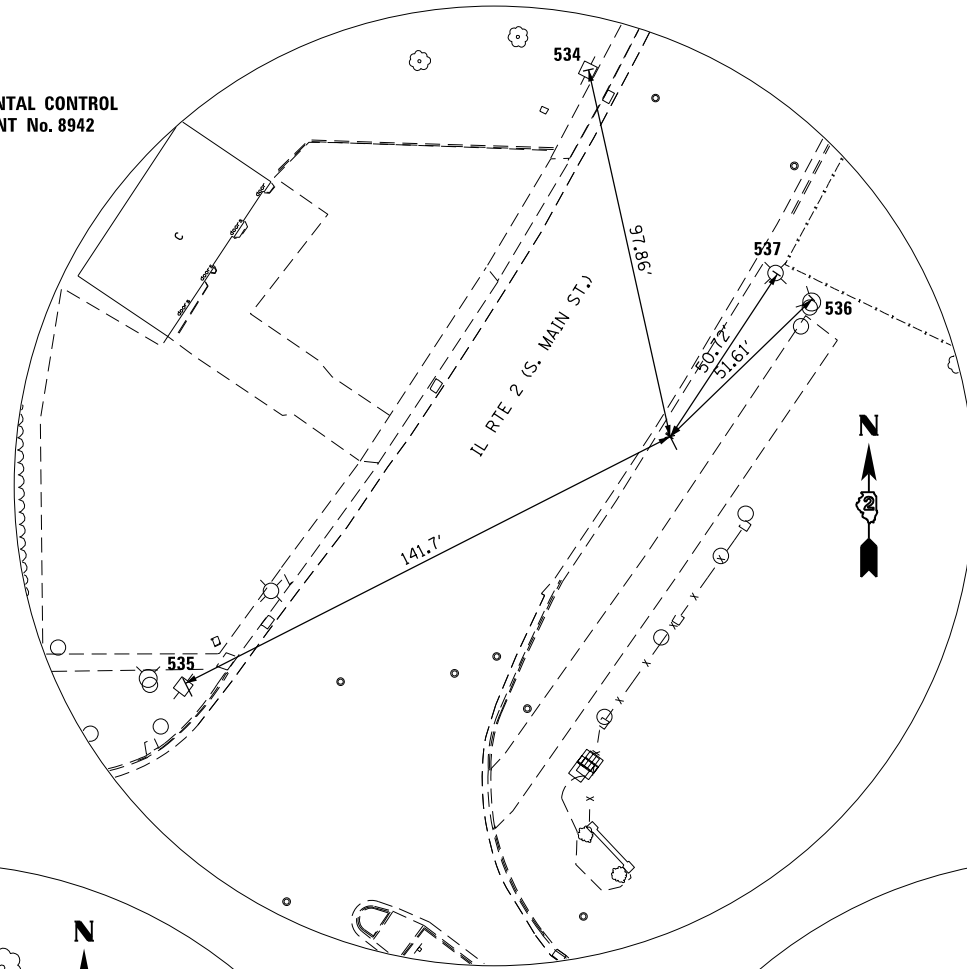 NTAL CONTROL
NT No. 8942
534
97.86'
537
536
50.72'
51.61'
IL RTE 2 (S. MAIN ST.)
C
N
2
141.7'
535
x
x
x
x
x
P
N